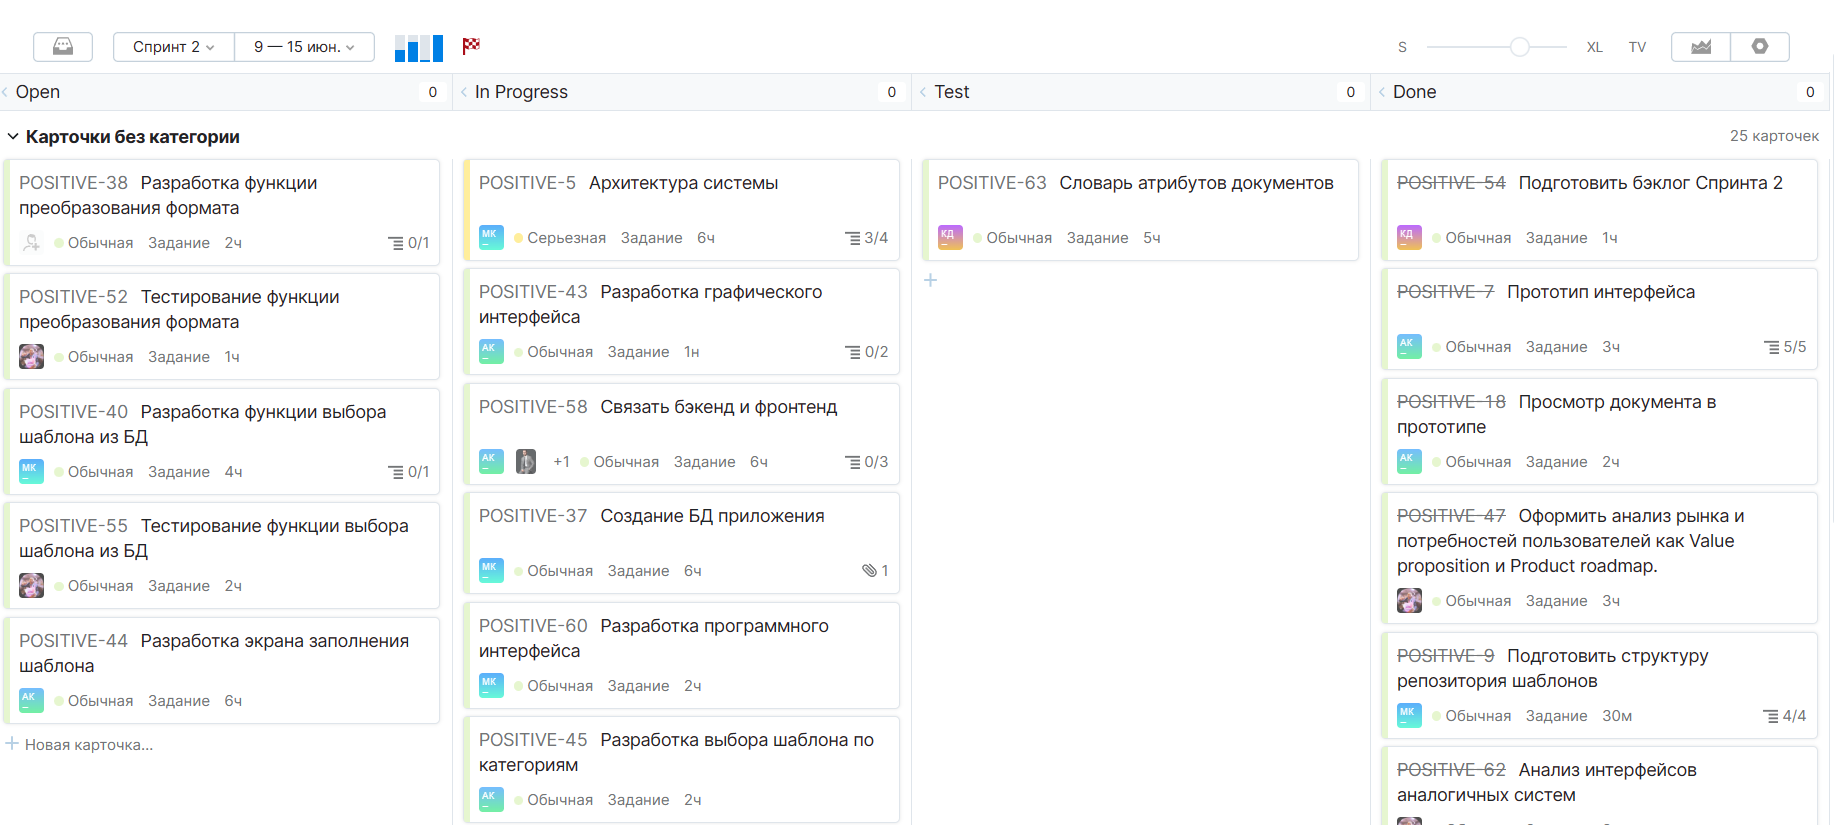 Спринт 2
9 — 15 июн.
S
XL
TV
Open
0
In Progress
0
Test
0
Done
0
Карточки без категории
25 карточек
POSITIVE-38 Разработка функции
преобразования формата
Обычная Задание 2ч 0/1
POSITIVE-52 Тестирование функции
преобразования формата
Обычная Задание 1ч
POSITIVE-40 Разработка функции выбора
шаблона из БД
МК
Обычная Задание 4ч 0/1
POSITIVE-55 Тестирование функции выбора
шаблона из БД
Обычная Задание 2ч
POSITIVE-44 Разработка экрана заполнения
шаблона
АК
Обычная Задание 6ч
Новая карточка...
POSITIVE-5 Архитектура системы
МК
Серьезная Задание 6ч 3/4
POSITIVE-43 Разработка графического
интерфейса
АК
Обычная Задание 1н 0/2
POSITIVE-58 Связать бэкенд и фронтенд
АК
+1 Обычная Задание 6ч 0/3
POSITIVE-37 Создание БД приложения
МК
Обычная Задание 6ч 1
POSITIVE-60 Разработка программного
интерфейса
МК
Обычная Задание 2ч
POSITIVE-45 Разработка выбора шаблона по
категориям
АК
Обычная Задание 2ч
POSITIVE-63 Словарь атрибутов документов
КД
Обычная Задание 5ч
POSITIVE-54 Подготовить бэклог Спринта 2
КД
Обычная Задание 1ч
POSITIVE-7 Прототип интерфейса
АК
Обычная Задание 3ч 5/5
POSITIVE-18 Просмотр документа в
прототипе
АК
Обычная Задание 2ч
POSITIVE-47 Оформить анализ рынка и
потребностей пользователей как Value
proposition и Product roadmap.
Обычная Задание 3ч
POSITIVE-9 Подготовить структуру
репозитория шаблонов
МК
Обычная Задание 30м 4/4
POSITIVE-62 Анализ интерфейсов
аналогичных систем